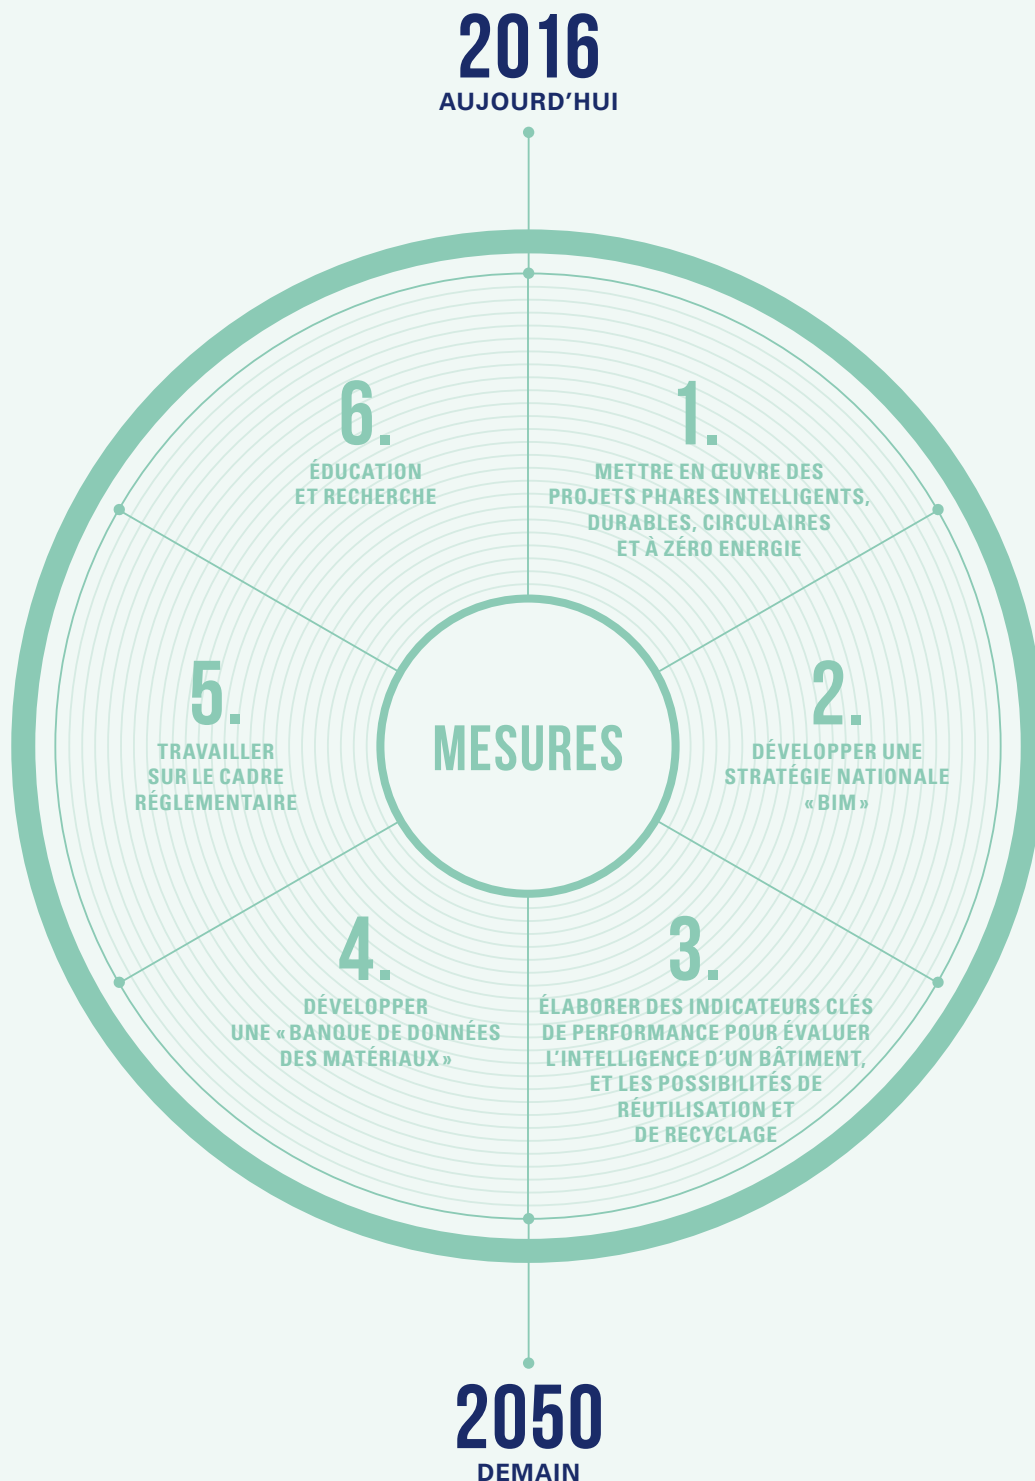 2016
AUJOURD'HUI
6.
ÉDUCATION
ET RECHERCHE
1.
METTRE EN ŒUVRE DES
PROJETS PHARES INTELLIGENTS,
DURABLES, CIRCULAIRES
ET À ZÉRO ENERGIE
5.
TRAVAILLER
SUR LE CADRE
RÉGLEMENTAIRE
MESURES
2.
DÉVELOPPER UNE
STRATÉGIE NATIONALE
«BIM»
4.
DÉVELOPPER
UNE «BANQUE DE DONNÉES
DES MATÉRIAUX»
3.
ÉLABORER DES INDICATEURS CLÉS
DE PERFORMANCE POUR ÉVALUER
L'INTELLIGENCE D'UN BÂTIMENT,
ET LES POSSIBILITÉS DE
RÉUTILISATION ET
DE RECYCLAGE
2050
DEMAIN